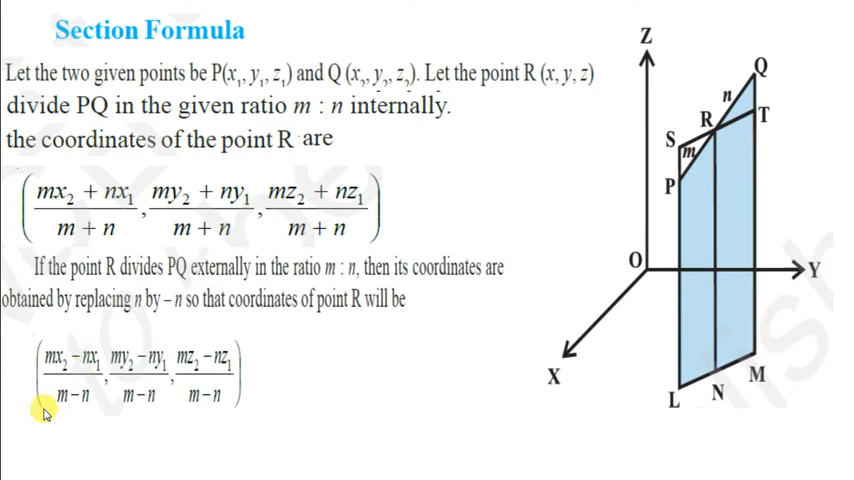 Section Formula
Let the two given points be P(x₁, y₁, z₁) and Q (x₂, y₂, z₂). Let the point R (x, y, z)
divide PQ in the given ratio m : n internally.
the coordinates of the point R are
(mx₂ + nx₁ / m + n , my₂ + ny₁ / m + n , mz₂ + nz₁ / m + n)
If the point R divides PQ externally in the ratio m : n, then its coordinates are
obtained by replacing n by – n so that coordinates of point R will be
(mx₂ – nx₁ / m – n , my₂ – ny₁ / m – n , mz₂ – nz₁ / m – n)
Z
Q
n
R
T
S
m
P
O
Y
X
M
N
L